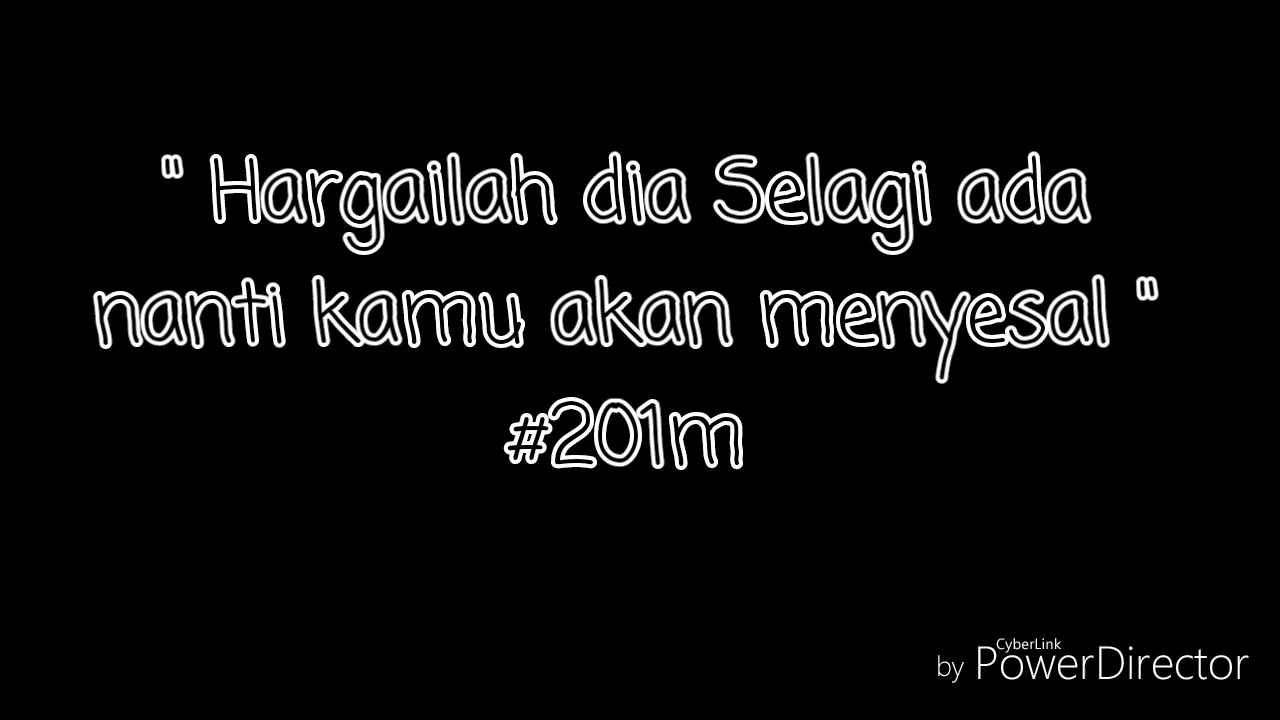 " Hargailah dia Selagi ada
nanti kamu akan menyesal "
#201m
CyberLink
by PowerDirector